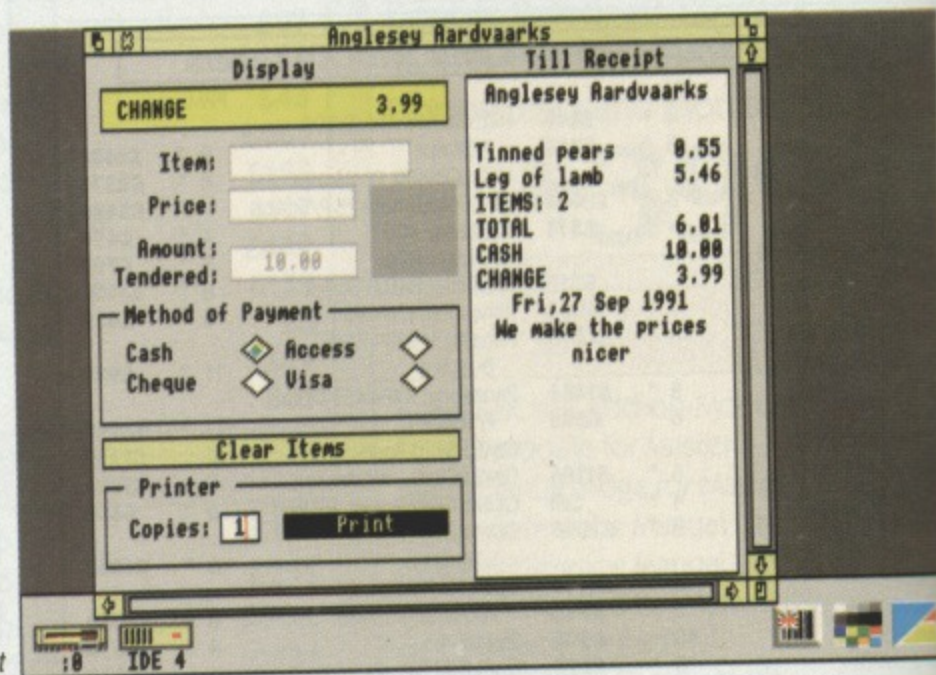 Anglesey Aardvaarks
Display
CHANGE 3.99
Item:
Price:
Amount:
Tendered: 10.00
Method of Payment
Cash Access
Cheque Visa
Clear Items
Printer
Copies: 1 Print
Till Receipt
Anglesey Aardvaarks
Tinned pears 0.55
Leg of lamb 5.46
ITEMS: 2
TOTAL 6.01
CASH 10.00
CHANGE 3.99
Fri,27 Sep 1991
We make the prices
nicer
:0 IDE 4